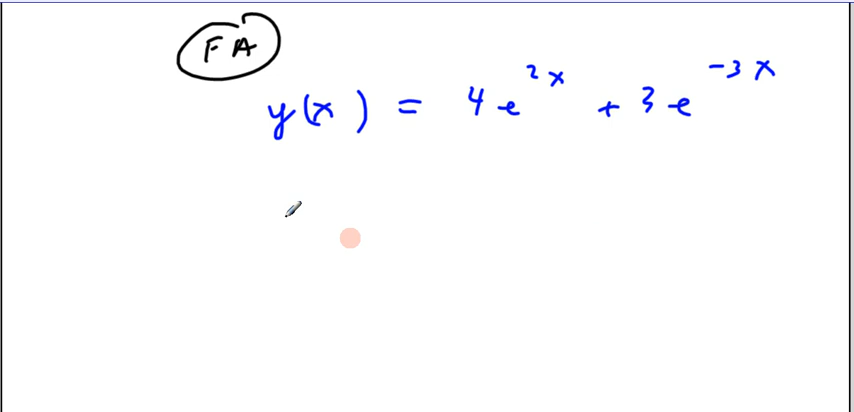 FA
y(x) = 4e^{2x} + 3e^{-3x}